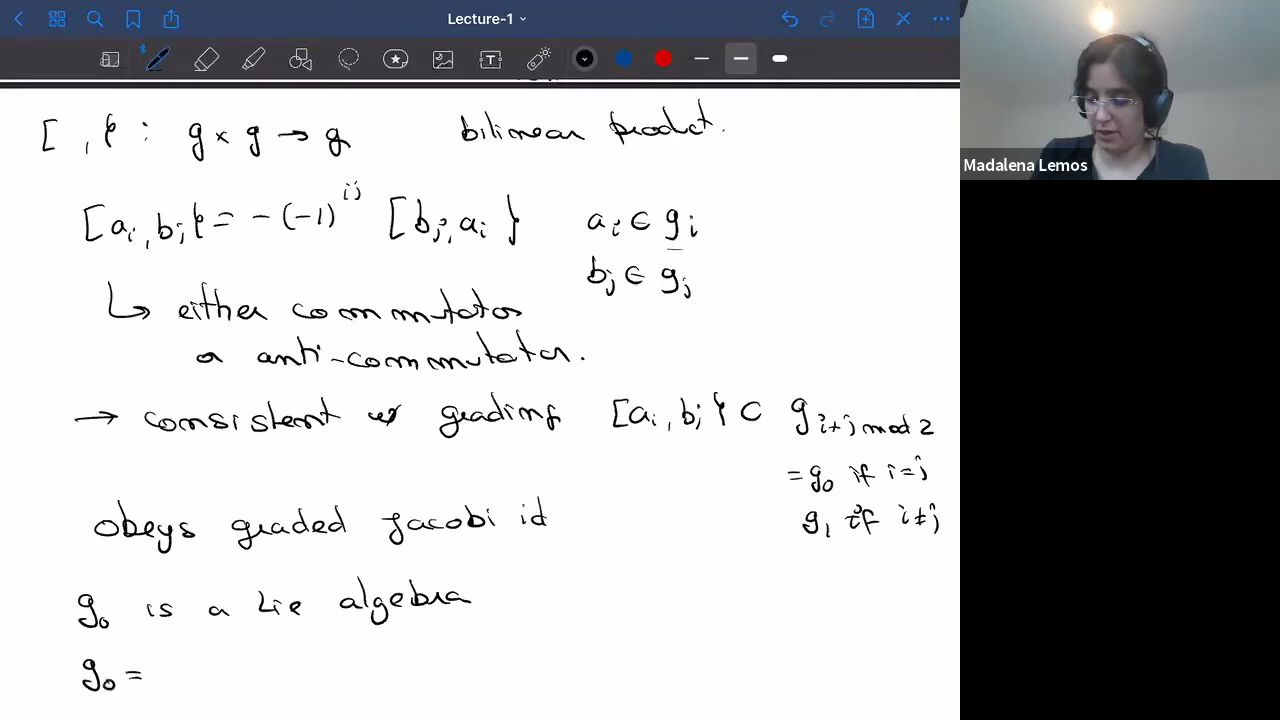 Lecture-1
[ , } : g × g → g bilinear product.
[a_i, b_j} = -(-1)^{ij} [b_j, a_i } a_i ∈ g_i
b_j ∈ g_j
↳ either commutator
or anti-commutator.
→ consistent w/ grading [a_i, b_j} ⊂ g_{i+j mod 2}
= g_0 if i=j
g_1 if i≠j
obeys graded Jacobi id
g_0 is a Lie algebra
g_0 =
Madalena Lemos